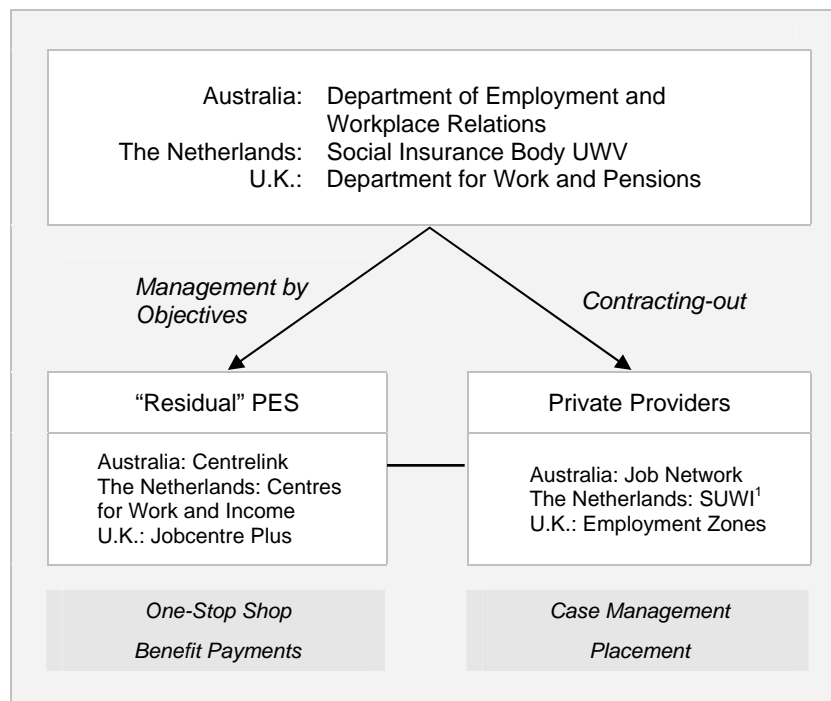 Australia: Department of Employment and
Workplace Relations
The Netherlands: Social Insurance Body UWV
U.K.: Department for Work and Pensions
Management by
Objectives
Contracting-out
“Residual” PES
Australia: Centrelink
The Netherlands: Centres
for Work and Income
U.K.: Jobcentre Plus
One-Stop Shop
Benefit Payments
Private Providers
Australia: Job Network
The Netherlands: SUWI¹
U.K.: Employment Zones
Case Management
Placement